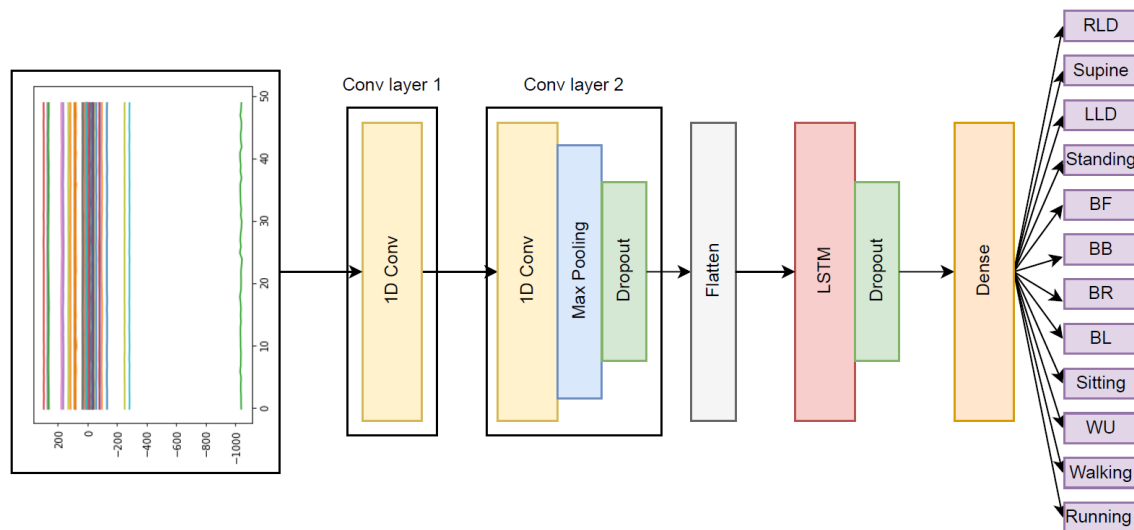 Conv layer 1
Conv layer 2
50
40
30
20
10
0
200
0
−200
−400
−600
−800
−1000
1D Conv
1D Conv
Max Pooling
Dropout
Flatten
LSTM
Dropout
Dense
RLD
Supine
LLD
Standing
BF
BB
BR
BL
Sitting
WU
Walking
Running